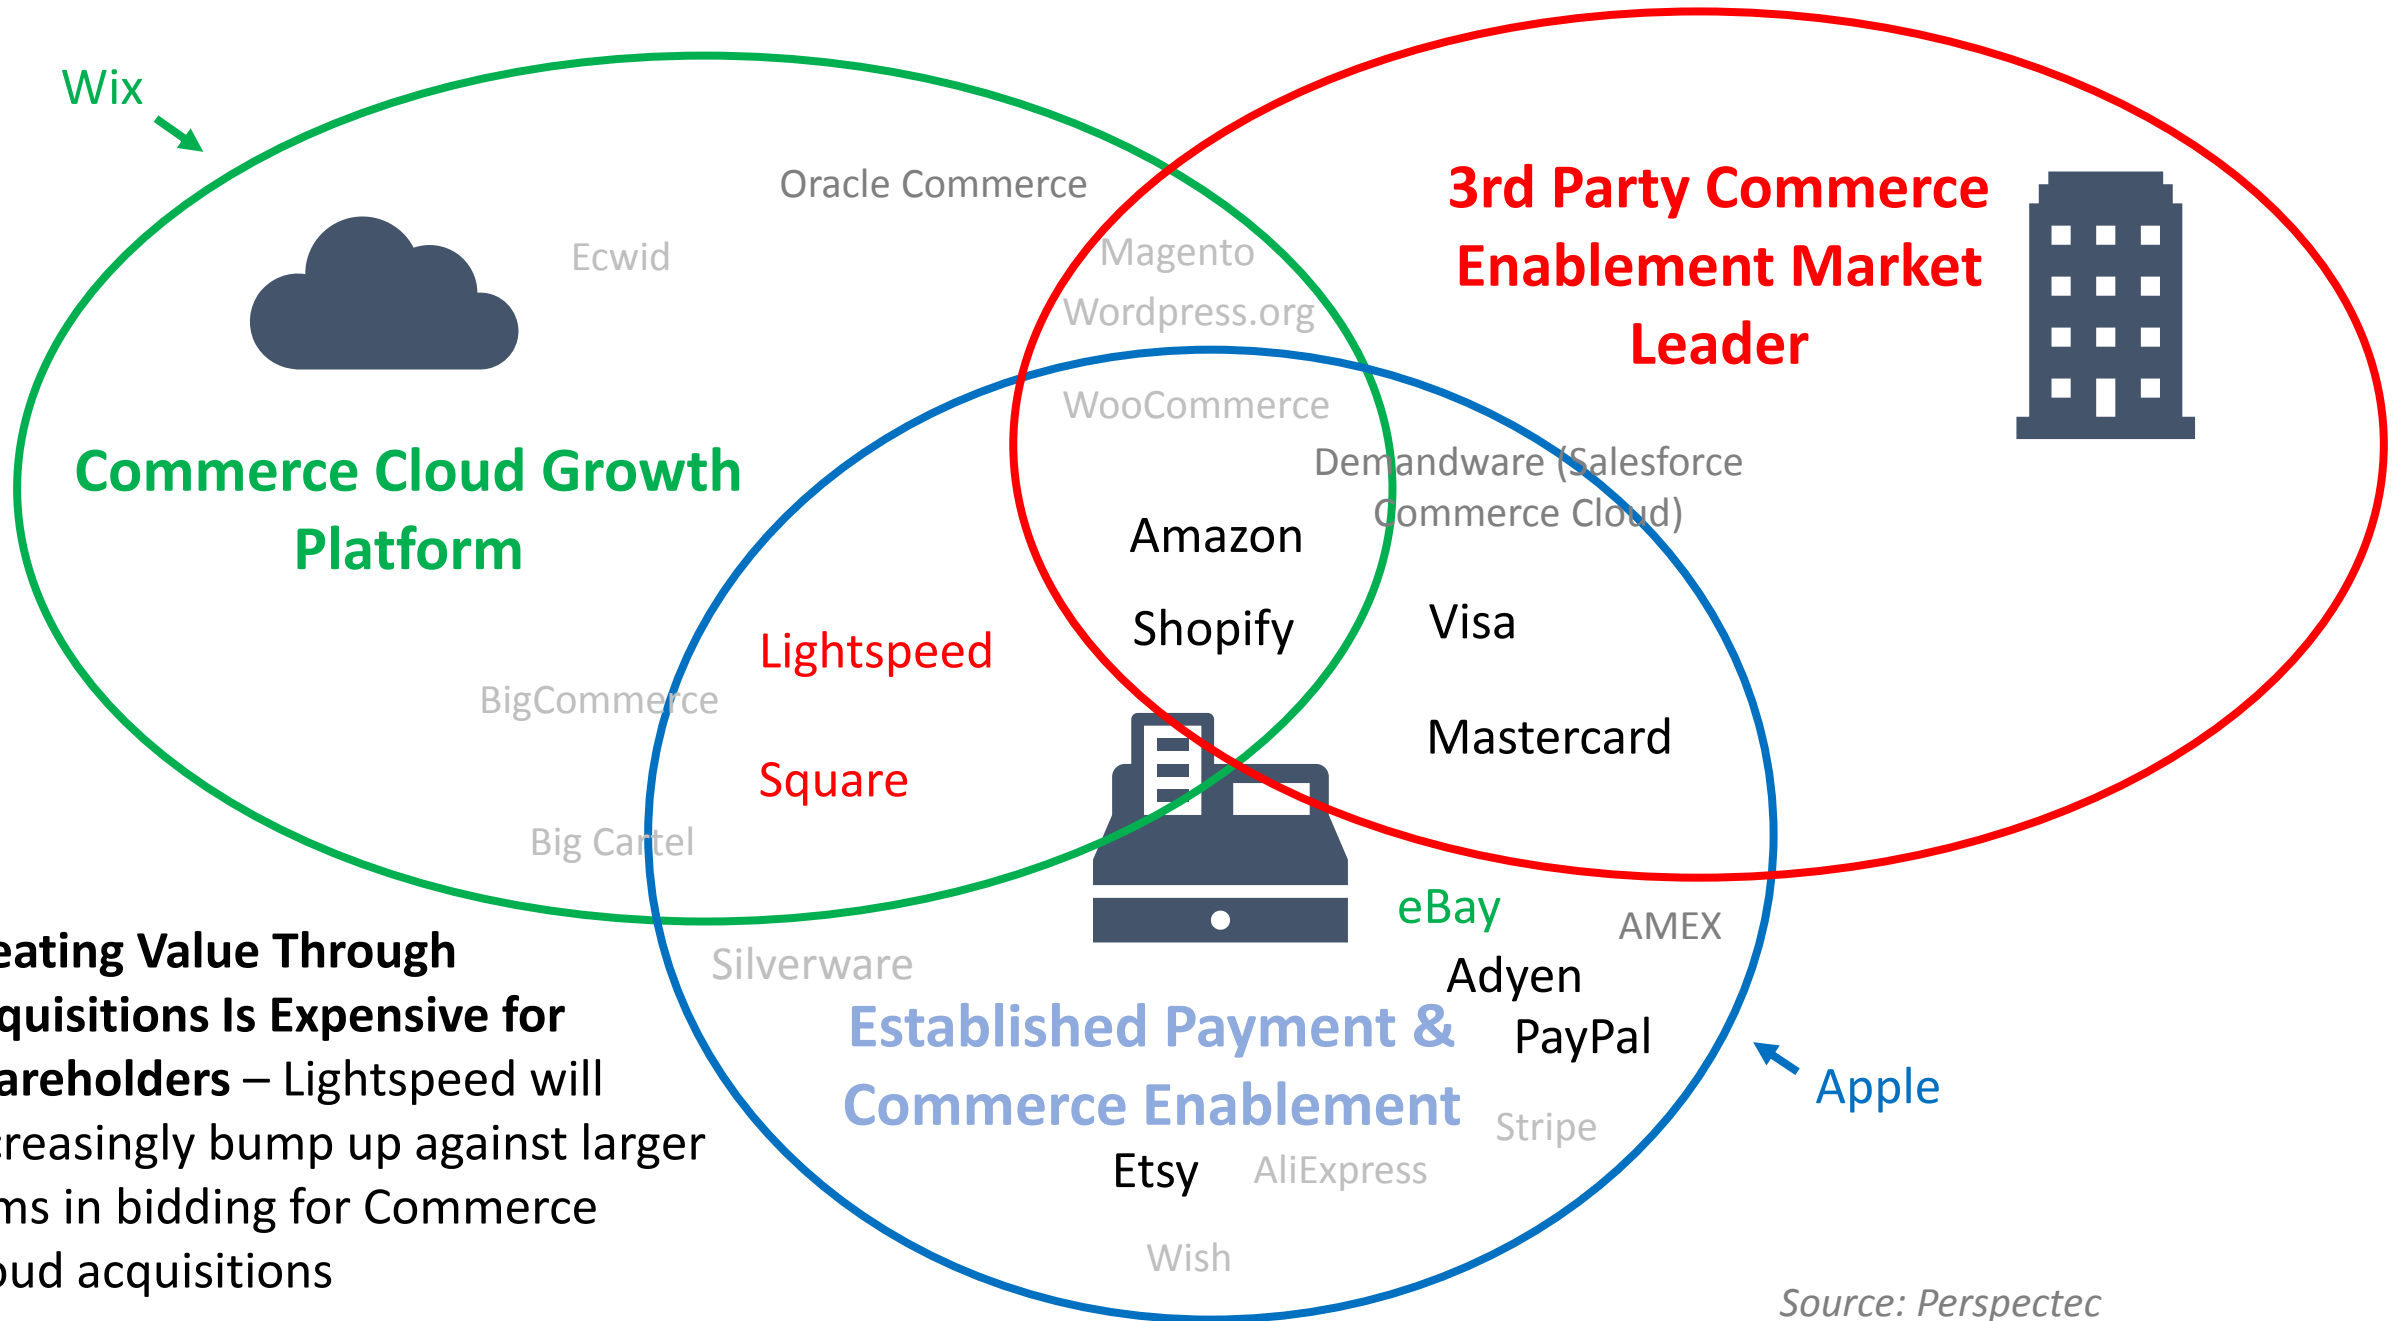 Wix
Oracle Commerce
Ecwid
Magento
Wordpress.org
WooCommerce
3rd Party Commerce
Enablement Market
Leader
Commerce Cloud Growth
Platform
Demandware (Salesforce
Commerce Cloud)
Amazon
Shopify
Visa
Mastercard
Lightspeed
BigCommerce
Square
Big Cartel
Silverware
eBay
AMEX
Adyen
PayPal
Established Payment &
Commerce Enablement
Stripe
Etsy
AliExpress
Wish
Apple
eating Value Through
quisitions Is Expensive for
areholders – Lightspeed will
creasingly bump up against larger
ms in bidding for Commerce
oud acquisitions
Source: Perspectec